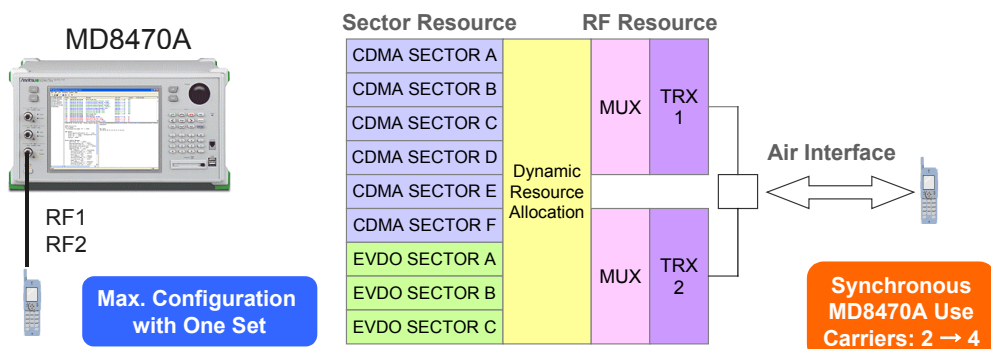 MD8470A
Anritsu
RF1
RF2
Max. Configuration
with One Set
Sector Resource
RF Resource
CDMA SECTOR A
CDMA SECTOR B
CDMA SECTOR C
CDMA SECTOR D
CDMA SECTOR E
CDMA SECTOR F
EVDO SECTOR A
EVDO SECTOR B
EVDO SECTOR C
Dynamic
Resource
Allocation
MUX
TRX
1
MUX
TRX
2
Air Interface
Synchronous
MD8470A Use
Carriers: 2 → 4